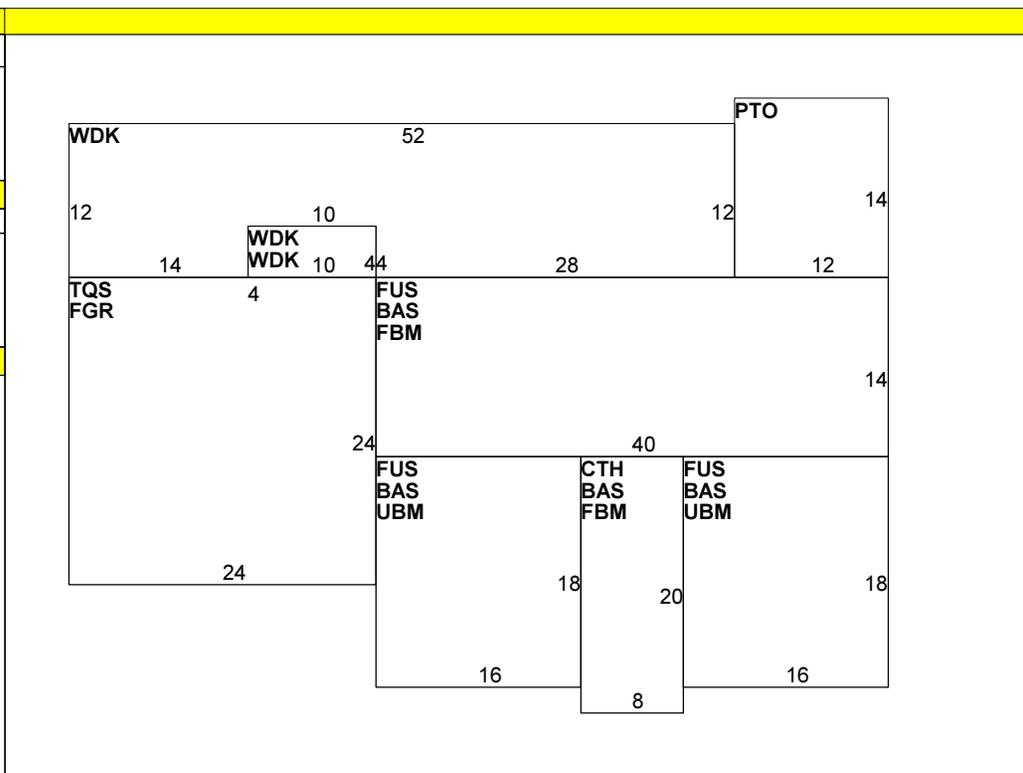 PTO
WDK 52
14
12 10 12
WDK
WDK 10 44
14 28 12
TQS 4 FUS
FGR BAS
FBM
14
24 40
FUS CTH FUS
BAS BAS BAS
UBM FBM UBM
24 18 20 18
16 16
8